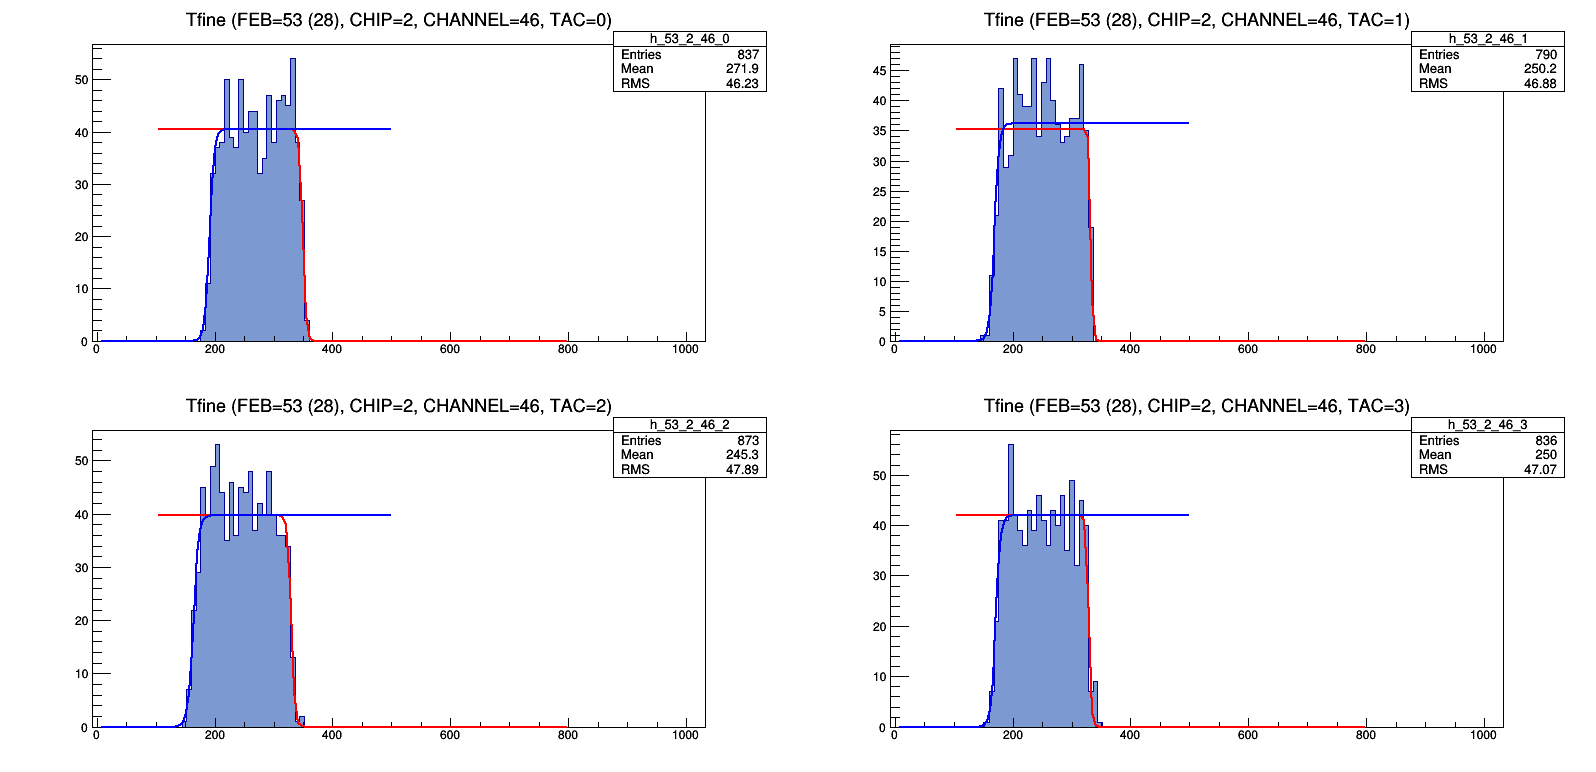 Tfine (FEB=53 (28), CHIP=2, CHANNEL=46, TAC=0)
h_53_2_46_0
Entries 837
Mean 271.9
RMS 46.23
50
40
30
20
10
0
0 200 400 600 800 1000
Tfine (FEB=53 (28), CHIP=2, CHANNEL=46, TAC=1)
h_53_2_46_1
Entries 790
Mean 250.2
RMS 46.88
45
40
35
30
25
20
15
10
5
0
0 200 400 600 800 1000
Tfine (FEB=53 (28), CHIP=2, CHANNEL=46, TAC=2)
h_53_2_46_2
Entries 873
Mean 245.3
RMS 47.89
50
40
30
20
10
0
0 200 400 600 800 1000
Tfine (FEB=53 (28), CHIP=2, CHANNEL=46, TAC=3)
h_53_2_46_3
Entries 836
Mean 250
RMS 47.07
50
40
30
20
10
0
0 200 400 600 800 1000